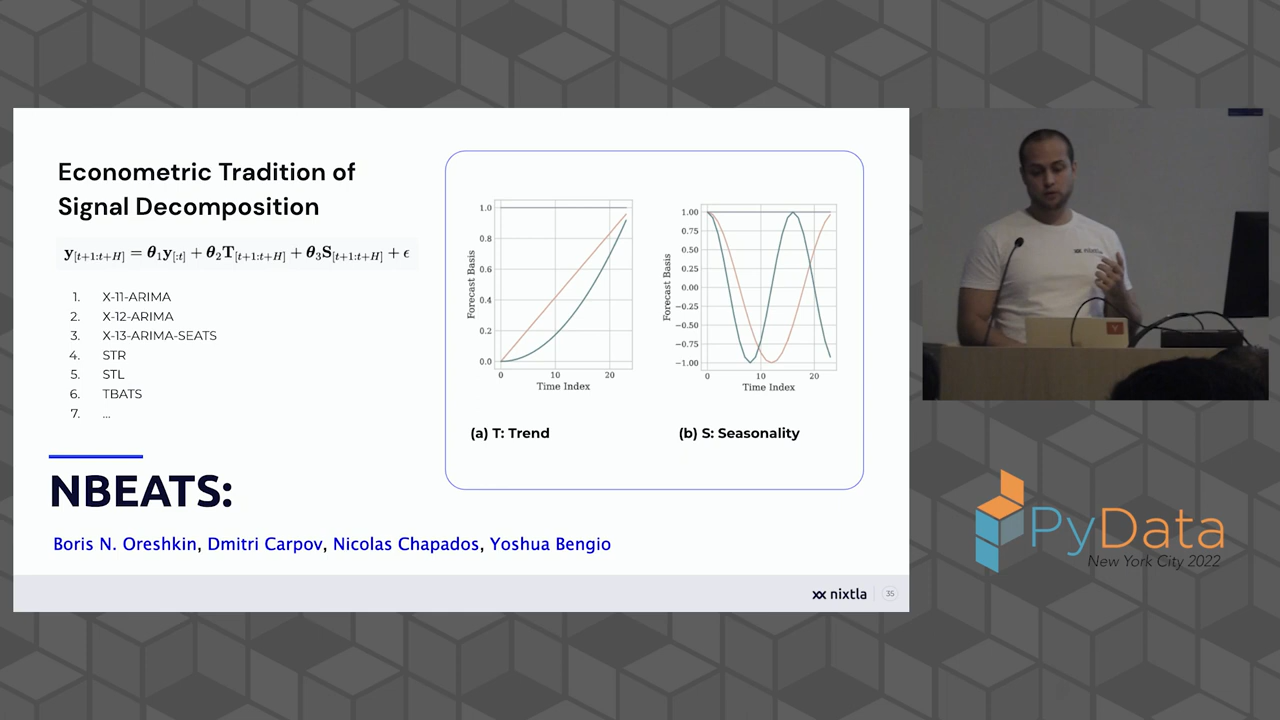 Econometric Tradition of
Signal Decomposition
y[t+1:t+H] = θ1y[:t] + θ2T[t+1:t+H] + θ3S[t+1:t+H] + ϵ
1. X-11-ARIMA
2. X-12-ARIMA
3. X-13-ARIMA-SEATS
4. STR
5. STL
6. TBATS
7. ...
Forecast Basis
1.0
0.8
0.6
0.4
0.2
0.0
0 10 20
Time Index
(a) T: Trend
Forecast Basis
1.00
0.75
0.50
0.25
0.00
−0.25
−0.50
−0.75
−1.00
0 10 20
Time Index
(b) S: Seasonality
NBEATS:
Boris N. Oreshkin, Dmitri Carpov, Nicolas Chapados, Yoshua Bengio
nixtla 35
PyData
New York City 2022